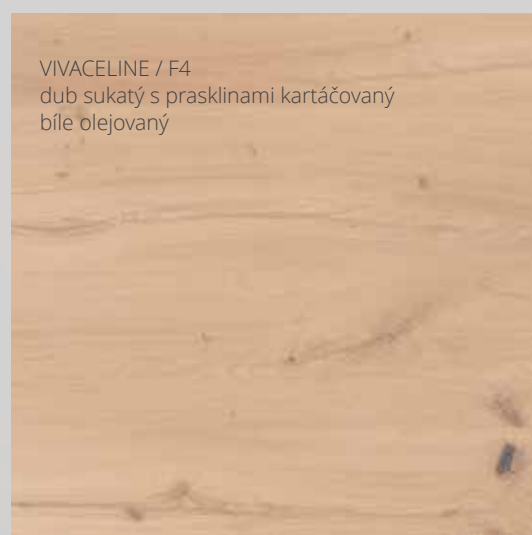 VIVACELINE / F4
dub sukatý s prasklinami kartáčovaný
bíle olejovaný